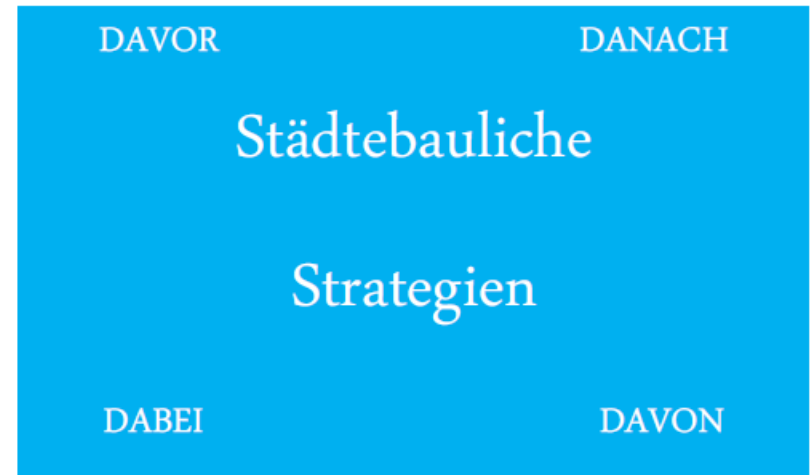 DAVOR DANACH
Städtebauliche
Strategien
DABEI DAVON